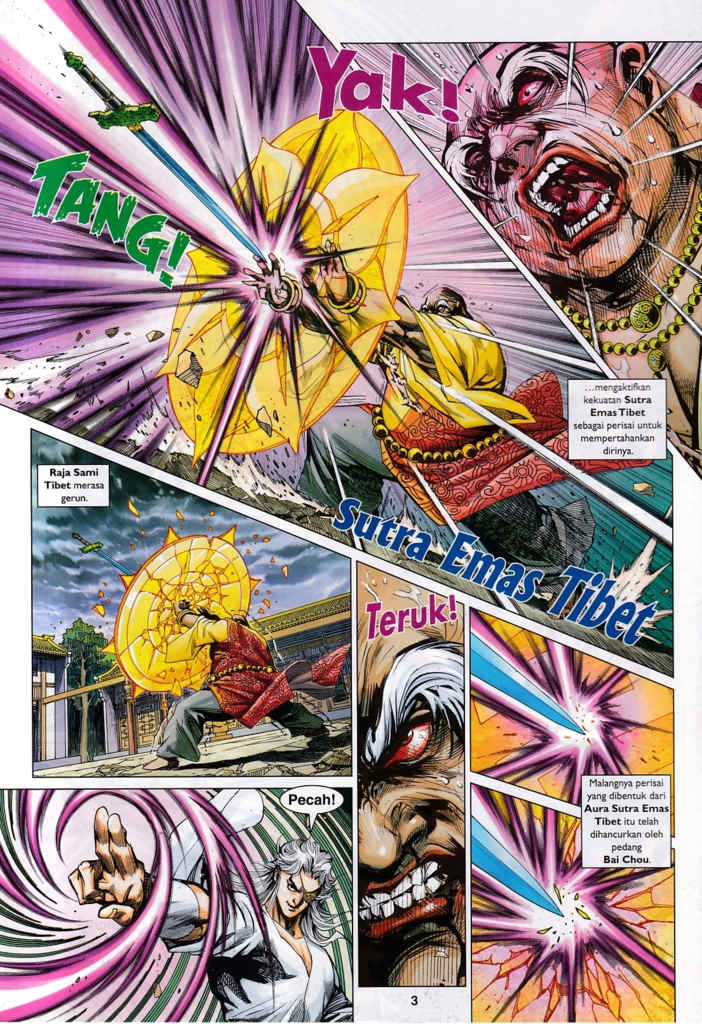 Yak!
TANG!
...mengaktifkan
kekuatan Sutra
Emas Tibet
sebagai perisai untuk
mempertahankan
dirinya.
Sutra Emas Tibet
Raja Sami
Tibet merasa
gerun.
Teruk!
Malangnya perisai
yang dibentuk dari
Aura Sutra Emas
Tibet itu telah
dihancurkan oleh
pedang
Bai Chou.
Pecah!
3